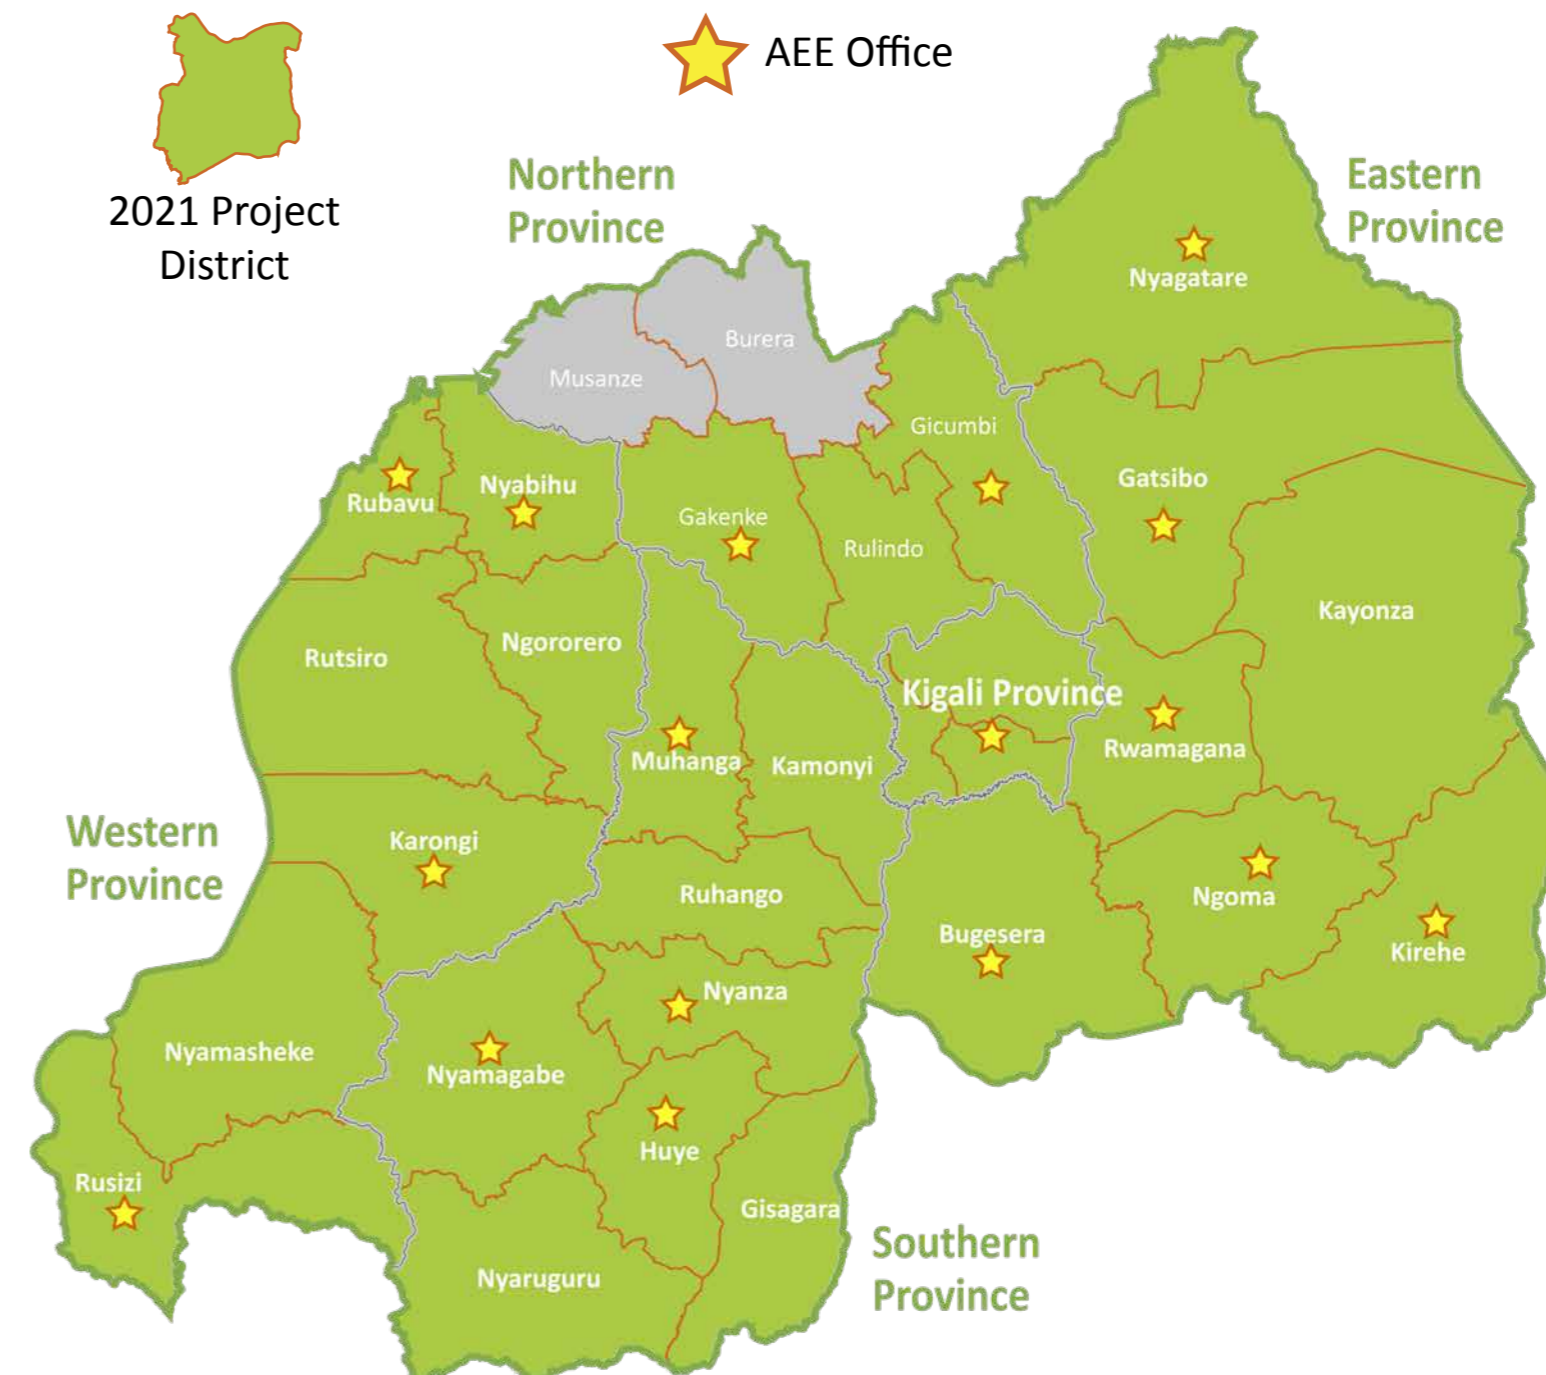 AEE Office
2021 Project
District
Northern
Province
Eastern
Province
Nyagatare
Burera
Musanze
Gicumbi
Gatsibo
Nyabihu
Rubavu
Gakenke
Rulindo
Kayonza
Ngororero
Rutsiro
Kigali Province
Rwamagana
Muhanga
Kamonyi
Western
Province
Karongi
Ruhango
Ngoma
Bugesera
Kirehe
Nyanza
Nyamasheke
Nyamagabe
Huye
Rusizi
Gisagara
Southern
Province
Nyaruguru